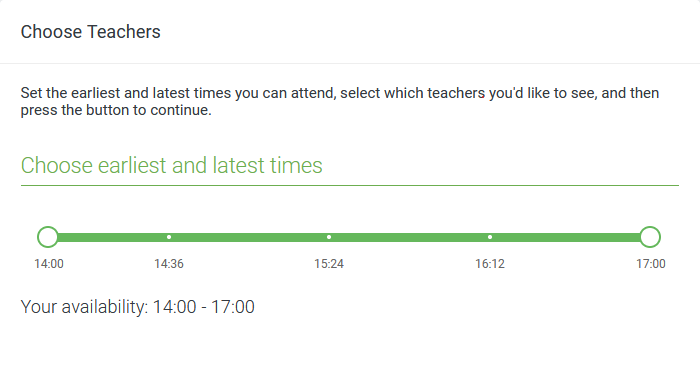 Choose Teachers
Set the earliest and latest times you can attend, select which teachers you'd like to see, and then
press the button to continue.
Choose earliest and latest times
14:00 14:36 15:24 16:12 17:00
Your availability: 14:00 - 17:00